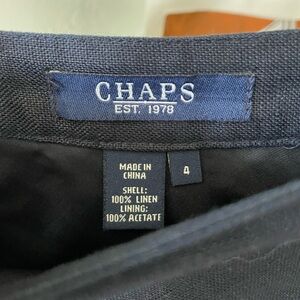 CHAPS
EST. 1978
MADE IN
CHINA
4
SHELL:
100% LINEN
LINING:
100% ACETATE